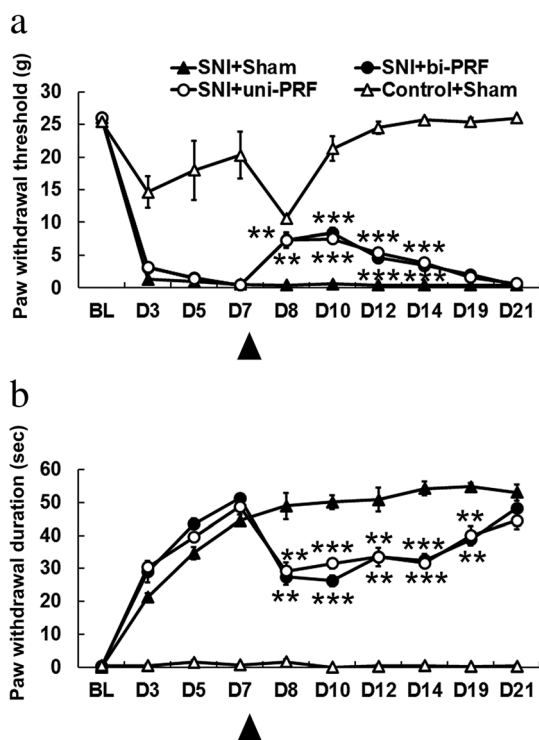 a
SNI+Sham SNI+bi-PRF
SNI+uni-PRF Control+Sham
Paw withdrawal threshold (g)
30
25
20
15
10
5
0
** *** *** ***
** *** *** ***
BL D3 D5 D7 D8 D10 D12 D14 D19 D21
b
Paw withdrawal duration (sec)
60
50
40
30
20
10
0
** *** ** *** **
** *** ** *** **
BL D3 D5 D7 D8 D10 D12 D14 D19 D21